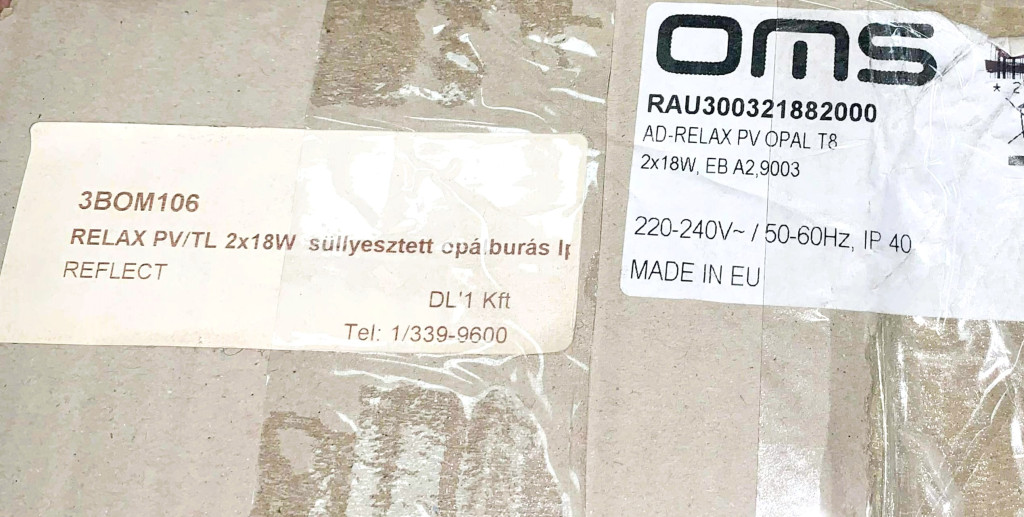 3BOM106
RELAX PV/TL 2x18W süllyesztett opálburás
REFLECT
DL'1 Kft
Tel: 1/339-9600
OMS
RAU300321882000
AD-RELAX PV OPAL T8
2x18W, EB A2,9003
220-240V~ / 50-60Hz, IP 40
MADE IN EU